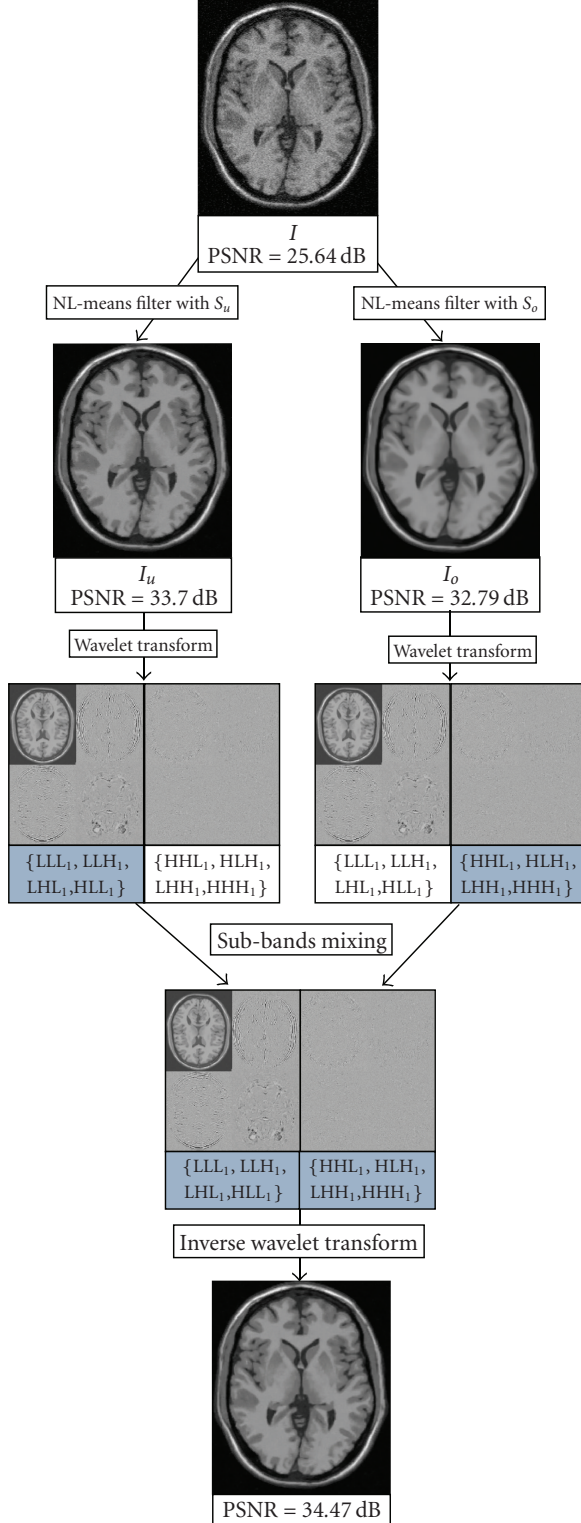 I
PSNR = 25.64 dB
NL-means filter with Sᵤ
NL-means filter with Sₒ
Iᵤ
PSNR = 33.7 dB
Iₒ
PSNR = 32.79 dB
Wavelet transform
Wavelet transform
{LLL₁, LLH₁,
LHL₁,HLL₁}
{HHL₁, HLH₁,
LHH₁,HHH₁}
{LLL₁, LLH₁,
LHL₁,HLL₁}
{HHL₁, HLH₁,
LHH₁,HHH₁}
Sub-bands mixing
{LLL₁, LLH₁,
LHL₁,HLL₁}
{HHL₁, HLH₁,
LHH₁,HHH₁}
Inverse wavelet transform
PSNR = 34.47 dB